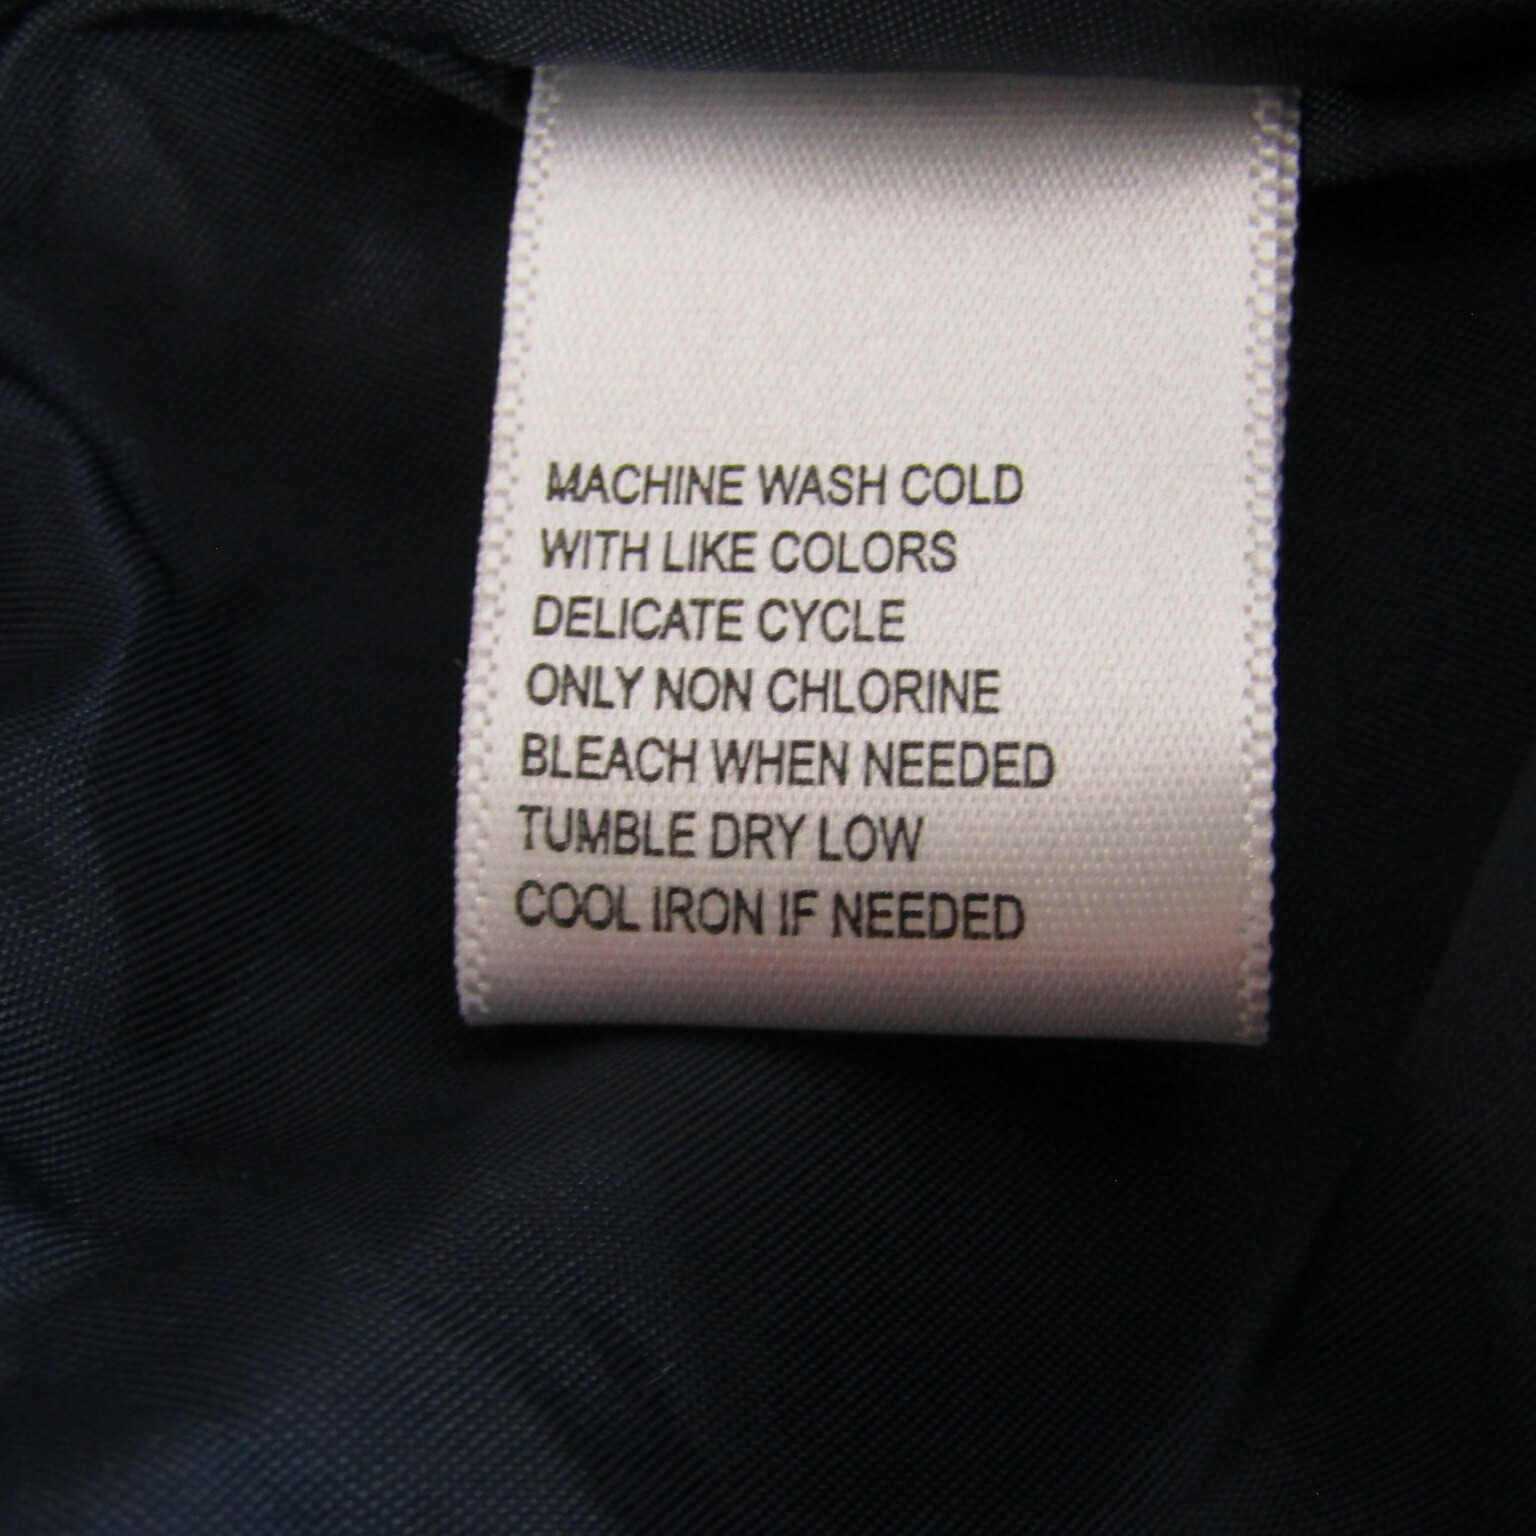 MACHINE WASH COLD
WITH LIKE COLORS
DELICATE CYCLE
ONLY NON CHLORINE
BLEACH WHEN NEEDED
TUMBLE DRY LOW
COOL IRON IF NEEDED